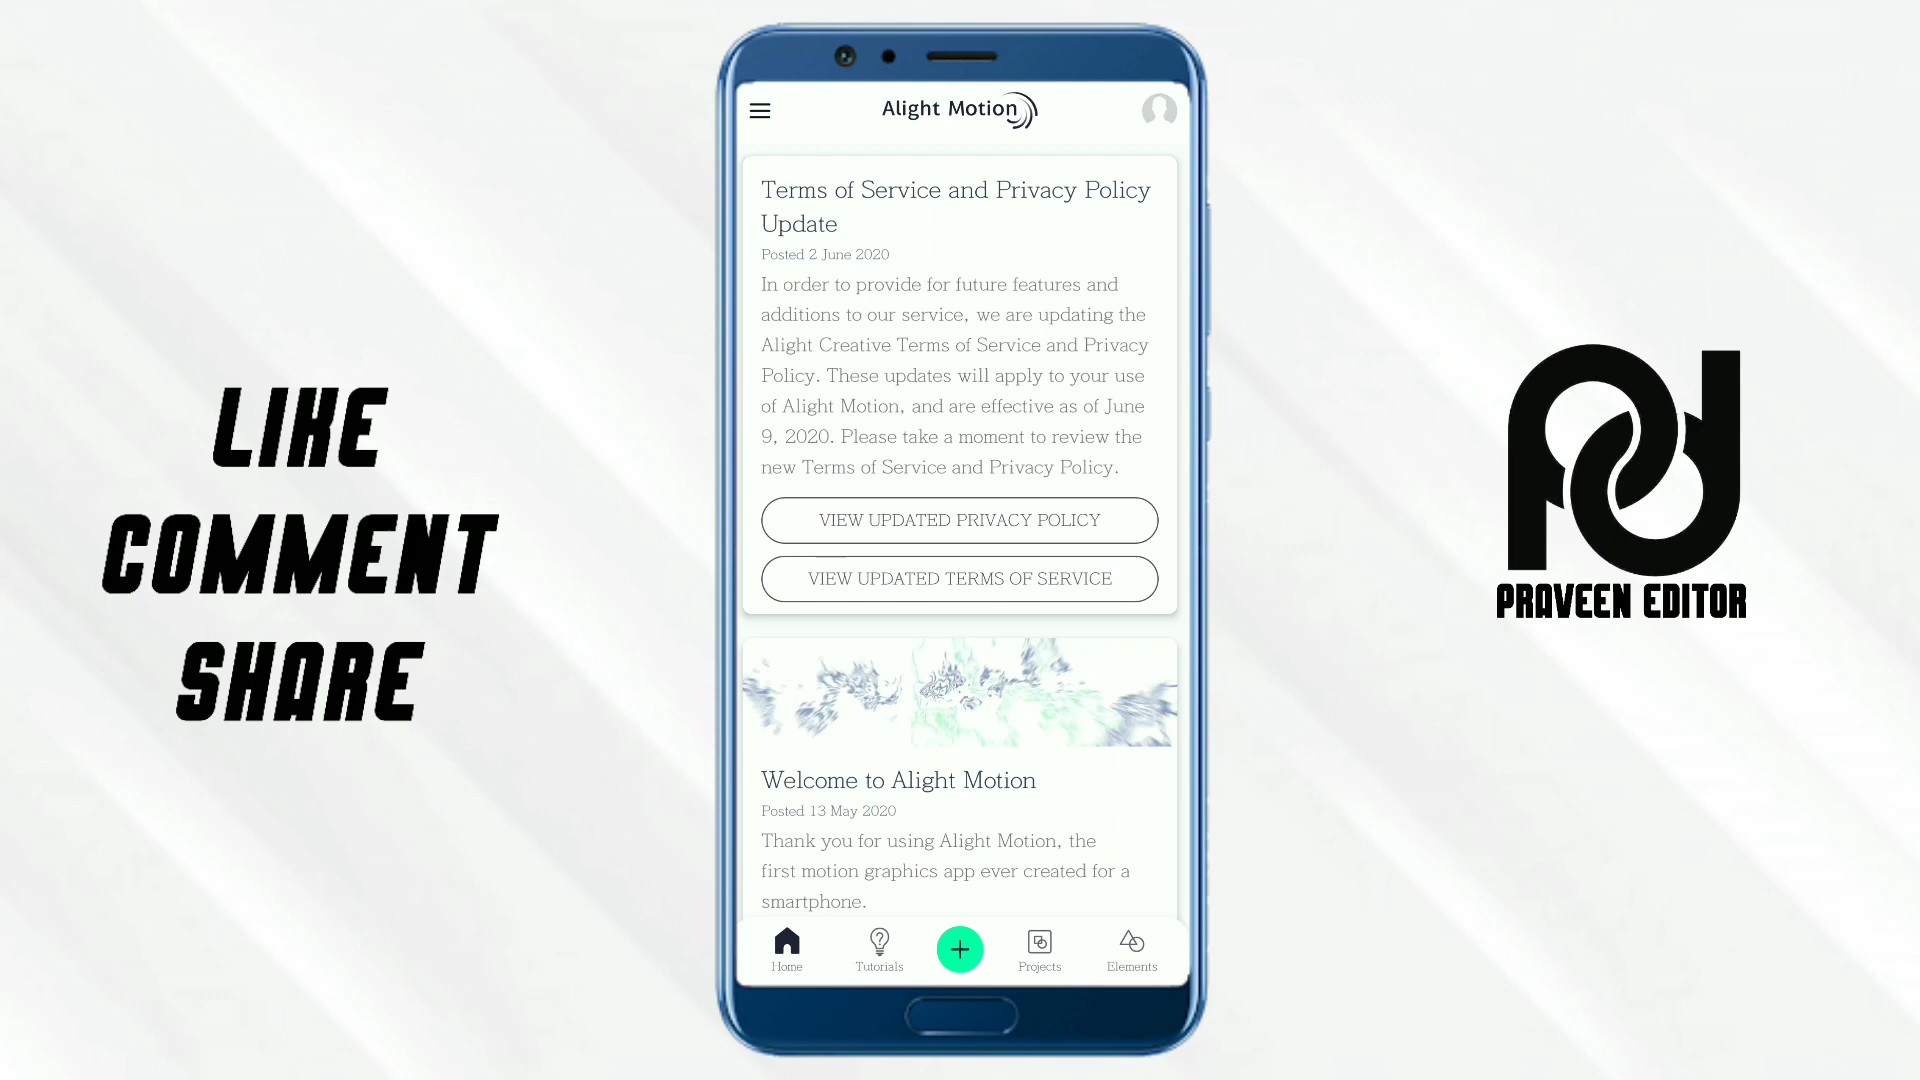 LIKE
COMMENT
SHARE
Alight Motion
Terms of Service and Privacy Policy
Update
Posted 2 June 2020
In order to provide for future features and
additions to our service, we are updating the
Alight Creative Terms of Service and Privacy
Policy. These updates will apply to your use
of Alight Motion, and are effective as of June
9, 2020. Please take a moment to review the
new Terms of Service and Privacy Policy.
VIEW UPDATED PRIVACY POLICY
VIEW UPDATED TERMS OF SERVICE
Welcome to Alight Motion
Posted 13 May 2020
Thank you for using Alight Motion, the
first motion graphics app ever created for a
smartphone.
Home
Tutorials
Projects
Elements
PRAVEEN EDITOR